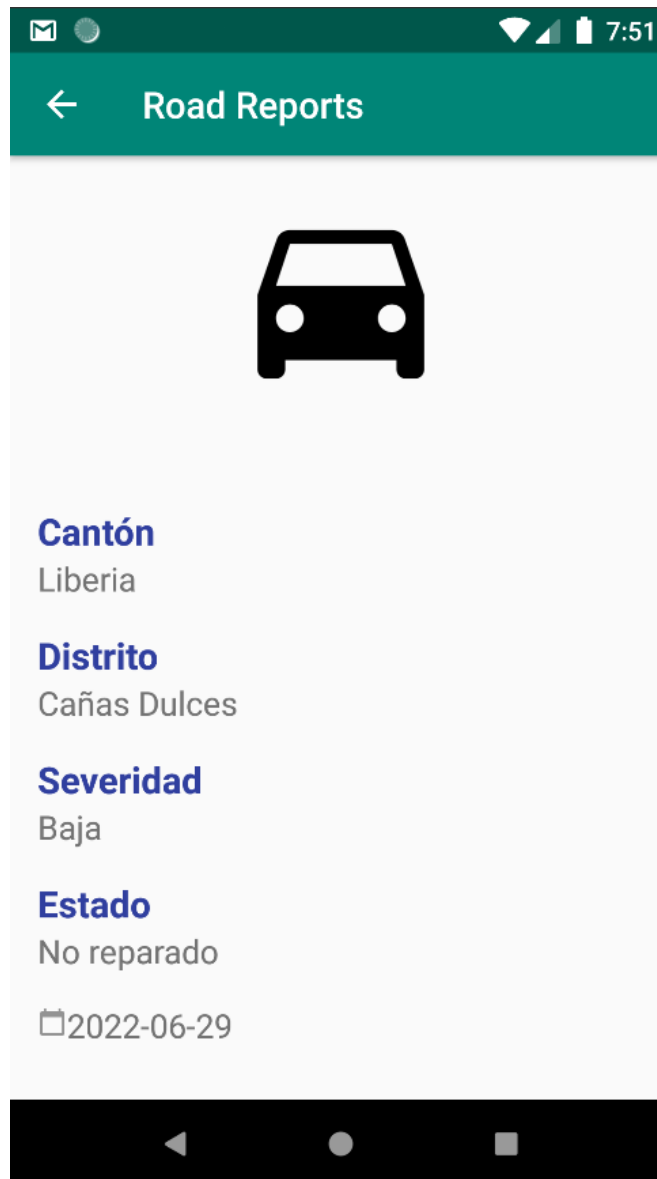 7:51
Road Reports
Cantón
Liberia
Distrito
Cañas Dulces
Severidad
Baja
Estado
No reparado
2022-06-29